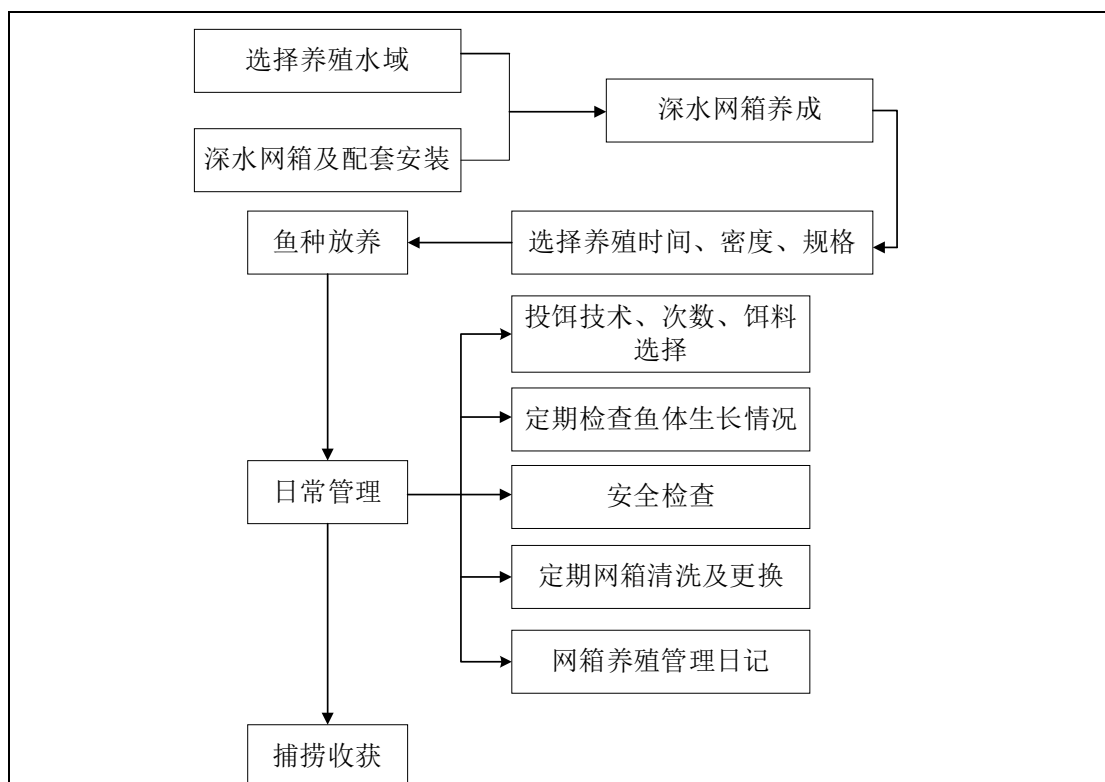 选择养殖水域
深水网箱养成
深水网箱及配套安装
鱼种放养
选择养殖时间、密度、规格
投饵技术、次数、饵料
选择
定期检查鱼体生长情况
日常管理
安全检查
定期网箱清洗及更换
网箱养殖管理日记
捕捞收获